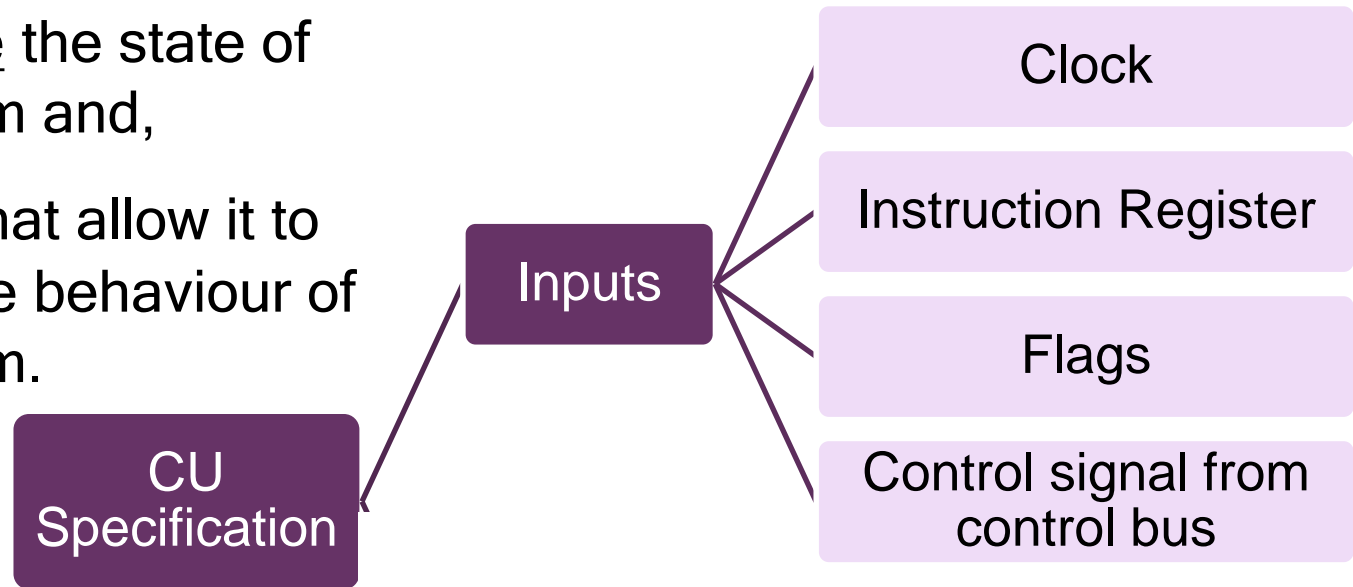 the state of
and,
allow it to
behaviour of
Inputs
CU
Specification
Clock
Instruction Register
Flags
Control signal from
control bus